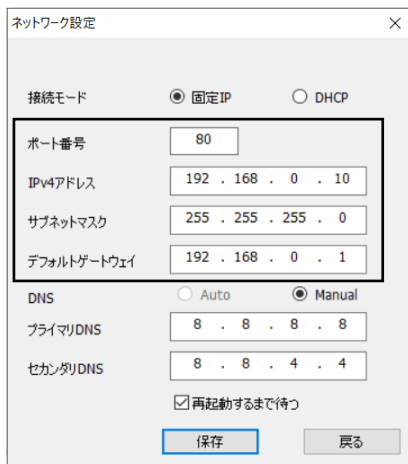 ネットワーク設定
接続モード 固定IP DHCP
ポート番号 80
IPv4アドレス 192 . 168 . 0 . 10
サブネットマスク 255 . 255 . 255 . 0
デフォルトゲートウェイ 192 . 168 . 0 . 1
DNS Auto Manual
プライマリDNS 8 . 8 . 8 . 8
セカンダリDNS 8 . 8 . 4 . 4
再起動するまで待つ
保存 戻る